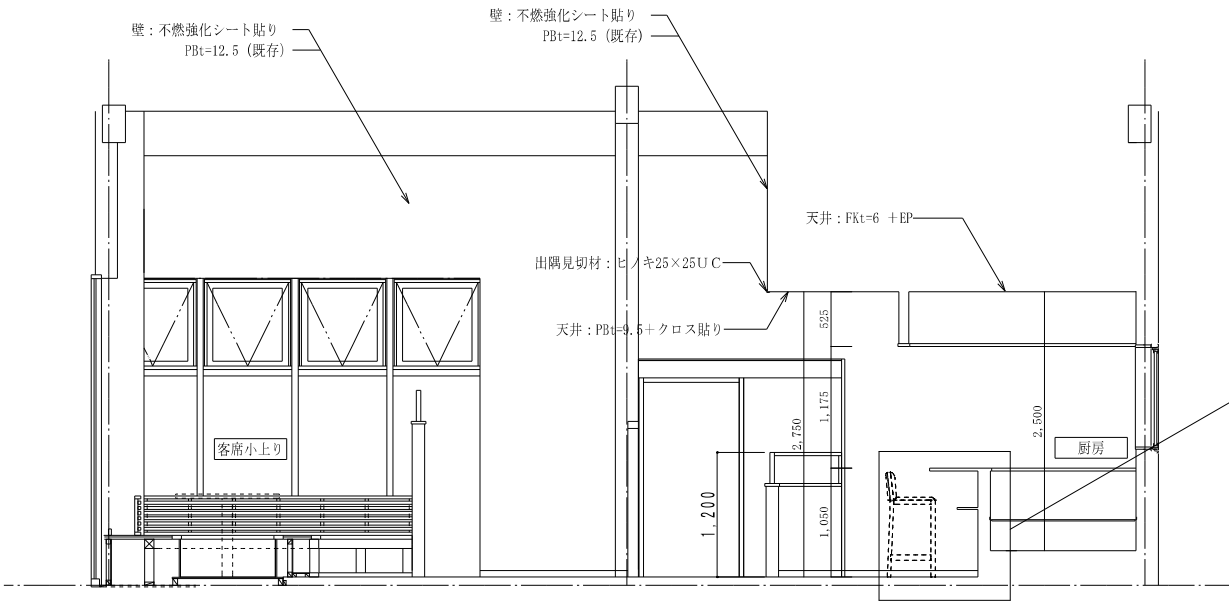 壁：不燃強化シート貼り
PBt=12.5（既存）
壁：不燃強化シート貼り
PBt=12.5（既存）
天井：FKt=6 ＋EP
出隅見切材：ヒノキ25×25ＵＣ
天井：PBt=9.5＋クロス貼り
525
1,175
2,750
2,500
客席小上り
厨房
1,200
1,050